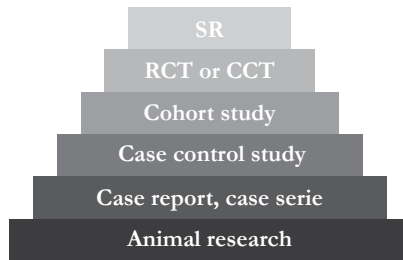 SR
RCT or CCT
Cohort study
Case control study
Case report, case serie
Animal research